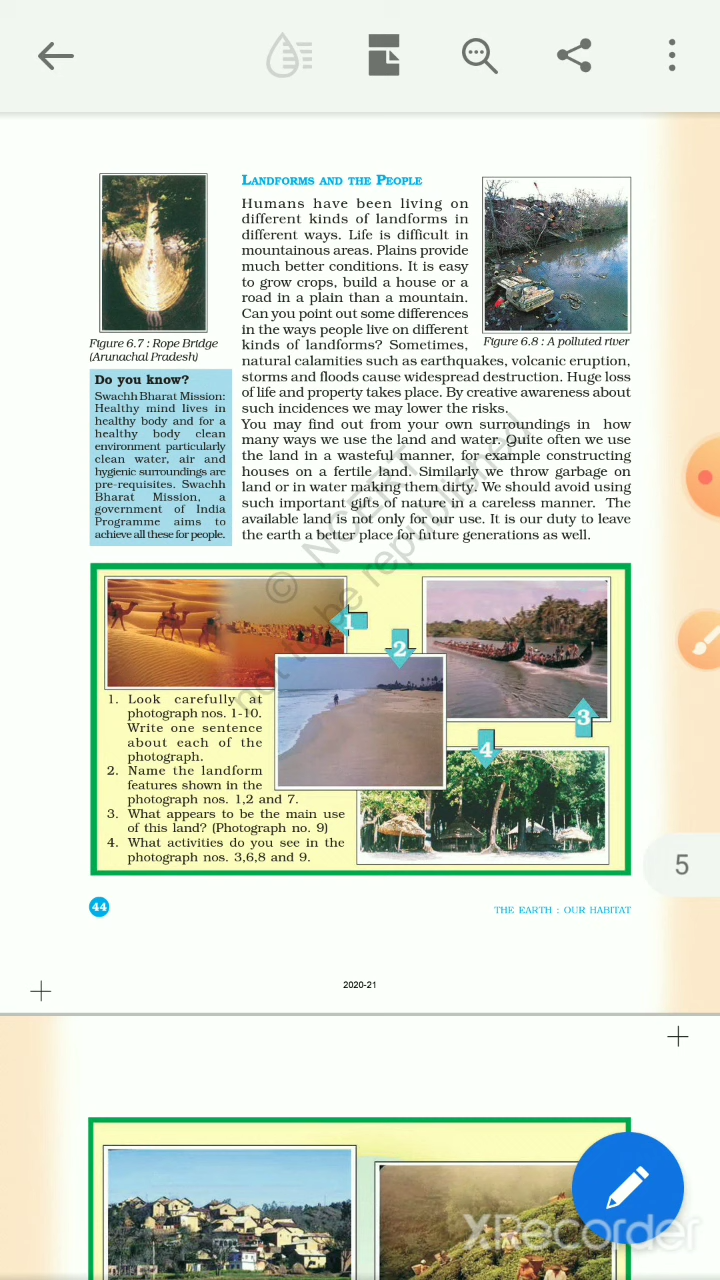 LANDFORMS AND THE PEOPLE
Humans have been living on
different kinds of landforms in
different ways. Life is difficult in
mountainous areas. Plains provide
much better conditions. It is easy
to grow crops, build a house or a
road in a plain than a mountain.
Can you point out some differences
in the ways people live on different
kinds of landforms? Sometimes,
natural calamities such as earthquakes, volcanic eruption,
storms and floods cause widespread destruction. Huge loss
of life and property takes place. By creative awareness about
such incidences we may lower the risks.
You may find out from your own surroundings in how
many ways we use the land and water. Quite often we use
the land in a wasteful manner, for example constructing
houses on a fertile land. Similarly we throw garbage on
land or in water making them dirty. We should avoid using
such important gifts of nature in a careless manner. The
available land is not only for our use. It is our duty to leave
the earth a better place for future generations as well.
Figure 6.7 : Rope Bridge
(Arunachal Pradesh)
Figure 6.8 : A polluted river
Do you know?
Swachh Bharat Mission:
Healthy mind lives in
healthy body and for a
healthy body clean
environment particularly
clean water, air and
hygienic surroundings are
pre-requisites. Swachh
Bharat Mission, a
government of India
Programme aims to
achieve all these for people.
© NCERT
not to be republished
1
2
3
4
1. Look carefully at
photograph nos. 1-10.
Write one sentence
about each of the
photograph.
2. Name the landform
features shown in the
photograph nos. 1,2 and 7.
3. What appears to be the main use
of this land? (Photograph no. 9)
4. What activities do you see in the
photograph nos. 3,6,8 and 9.
5
44
THE EARTH : OUR HABITAT
2020-21
XRecorder